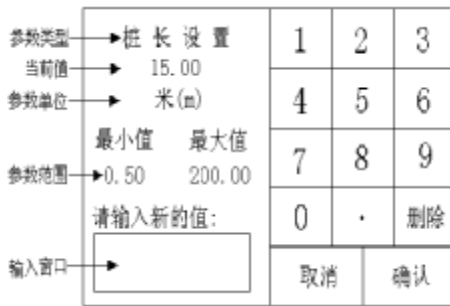 参数类型 桩 长 设 置
当前值 15.00
参数单位 米(m)
最小值 最大值
参数范围 0.50 200.00
请输入新的值:
输入窗口
1 2 3
4 5 6
7 8 9
0 · 删除
取消 确认